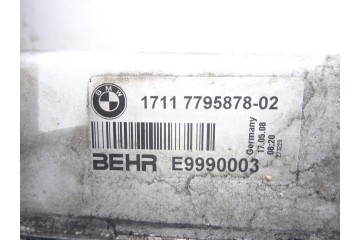 BMW
1711 7795878-02
BEHR E9990003
Germany
17.05.08
08:20